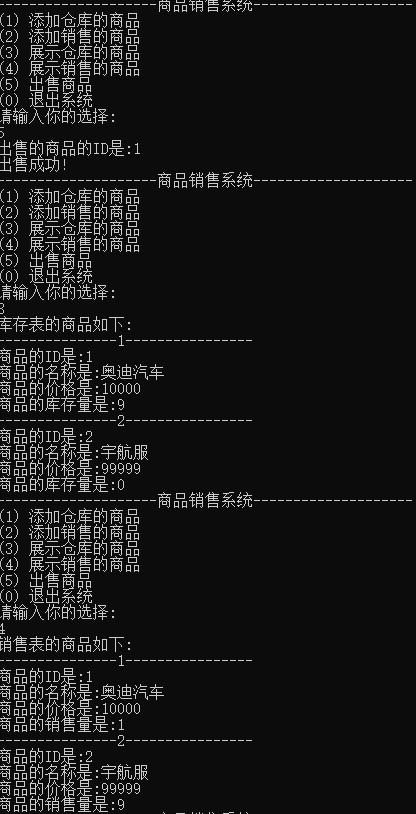 --------------------商品销售系统--------------------
(1) 添加仓库的商品
(2) 添加销售的商品
(3) 展示仓库的商品
(4) 展示销售的商品
(5) 出售商品
(0) 退出系统
请输入你的选择:
5
出售的商品的ID是:1
出售成功!
--------------------商品销售系统--------------------
(1) 添加仓库的商品
(2) 添加销售的商品
(3) 展示仓库的商品
(4) 展示销售的商品
(5) 出售商品
(0) 退出系统
请输入你的选择:
3
库存表的商品如下:
---------------1----------------
商品的ID是:1
商品的名称是:奥迪汽车
商品的价格是:10000
商品的库存量是:9
---------------2----------------
商品的ID是:2
商品的名称是:宇航服
商品的价格是:99999
商品的库存量是:0
--------------------商品销售系统--------------------
(1) 添加仓库的商品
(2) 添加销售的商品
(3) 展示仓库的商品
(4) 展示销售的商品
(5) 出售商品
(0) 退出系统
请输入你的选择:
4
销售表的商品如下:
---------------1----------------
商品的ID是:1
商品的名称是:奥迪汽车
商品的价格是:10000
商品的销售量是:1
---------------2----------------
商品的ID是:2
商品的名称是:宇航服
商品的价格是:99999
商品的销售量是:9